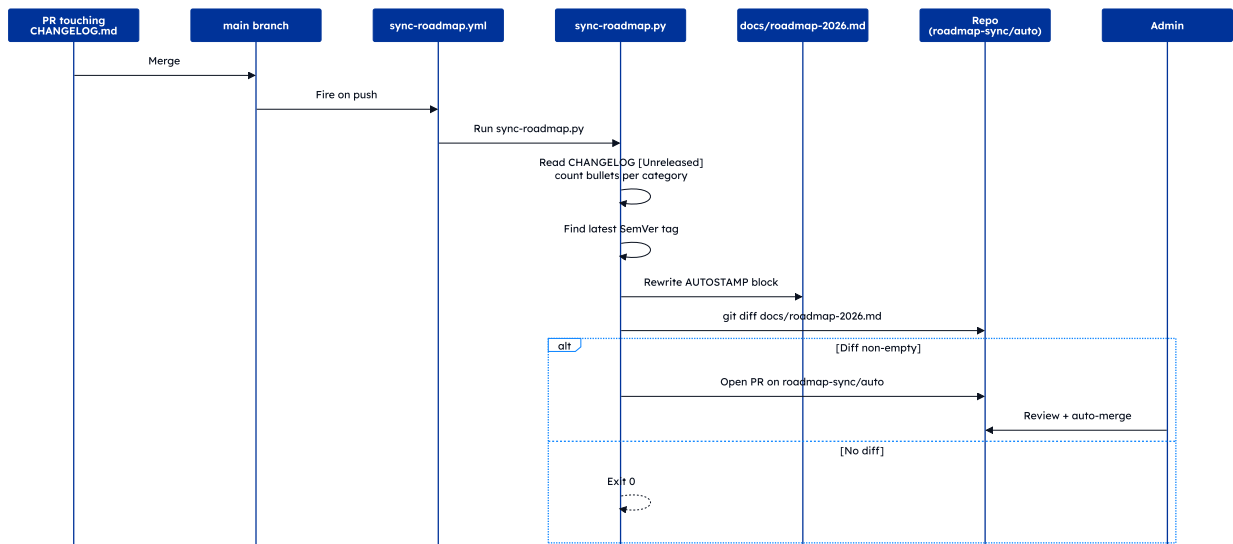 PR touching
CHANGELOG.md
main branch
sync-roadmap.yml
sync-roadmap.py
docs/roadmap-2026.md
Repo
(roadmap-sync/auto)
Admin
Merge
Fire on push
Run sync-roadmap.py
Read CHANGELOG [Unreleased]
count bullets per category
Find latest SemVer tag
Rewrite AUTOSTAMP block
git diff docs/roadmap-2026.md
alt
[Diff non-empty]
Open PR on roadmap-sync/auto
Review + auto-merge
[No diff]
Exit 0